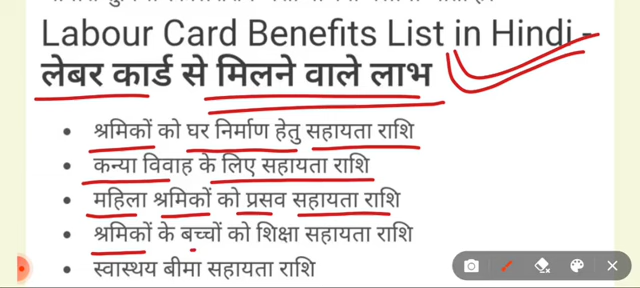 Labour Card Benefits List in Hindi -
लेबर कार्ड से मिलने वाले लाभ
श्रमिकों को घर निर्माण हेतु सहायता राशि
कन्या विवाह के लिए सहायता राशि
महिला श्रमिकों को प्रसव सहायता राशि
श्रमिकों के बच्चों को शिक्षा सहायता राशि
स्वास्थय बीमा सहायता राशि